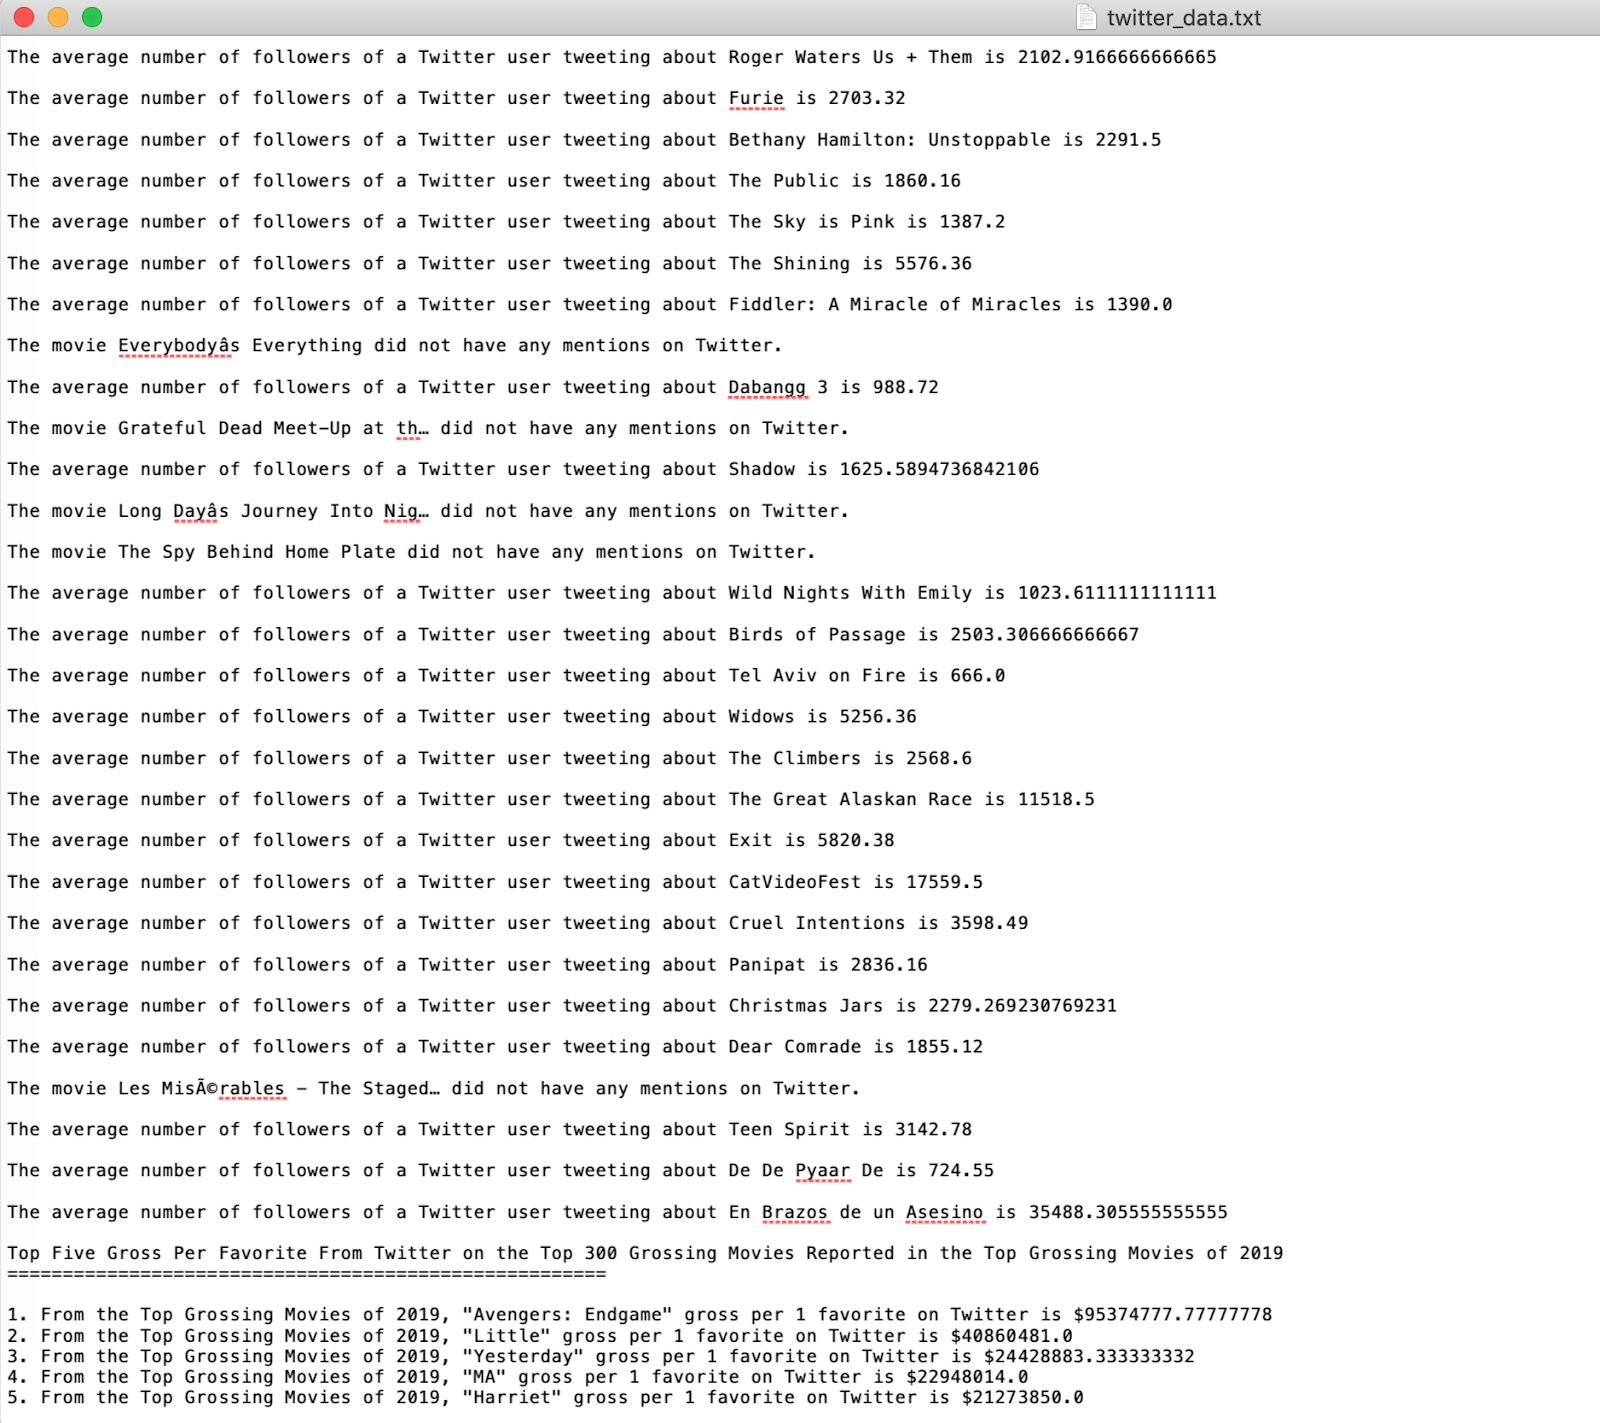 twitter_data.txt
The average number of followers of a Twitter user tweeting about Roger Waters Us + Them is 2102.9166666666665
The average number of followers of a Twitter user tweeting about Furie is 2703.32
The average number of followers of a Twitter user tweeting about Bethany Hamilton: Unstoppable is 2291.5
The average number of followers of a Twitter user tweeting about The Public is 1860.16
The average number of followers of a Twitter user tweeting about The Sky is Pink is 1387.2
The average number of followers of a Twitter user tweeting about The Shining is 5576.36
The average number of followers of a Twitter user tweeting about Fiddler: A Miracle of Miracles is 1390.0
The movie Everybodyâs Everything did not have any mentions on Twitter.
The average number of followers of a Twitter user tweeting about Dabangg 3 is 988.72
The movie Grateful Dead Meet-Up at th… did not have any mentions on Twitter.
The average number of followers of a Twitter user tweeting about Shadow is 1625.5894736842106
The movie Long Dayâs Journey Into Nig… did not have any mentions on Twitter.
The movie The Spy Behind Home Plate did not have any mentions on Twitter.
The average number of followers of a Twitter user tweeting about Wild Nights With Emily is 1023.6111111111111
The average number of followers of a Twitter user tweeting about Birds of Passage is 2503.306666666667
The average number of followers of a Twitter user tweeting about Tel Aviv on Fire is 666.0
The average number of followers of a Twitter user tweeting about Widows is 5256.36
The average number of followers of a Twitter user tweeting about The Climbers is 2568.6
The average number of followers of a Twitter user tweeting about The Great Alaskan Race is 11518.5
The average number of followers of a Twitter user tweeting about Exit is 5820.38
The average number of followers of a Twitter user tweeting about CatVideoFest is 17559.5
The average number of followers of a Twitter user tweeting about Cruel Intentions is 3598.49
The average number of followers of a Twitter user tweeting about Panipat is 2836.16
The average number of followers of a Twitter user tweeting about Christmas Jars is 2279.269230769231
The average number of followers of a Twitter user tweeting about Dear Comrade is 1855.12
The movie Les MisÃ©rables - The Staged… did not have any mentions on Twitter.
The average number of followers of a Twitter user tweeting about Teen Spirit is 3142.78
The average number of followers of a Twitter user tweeting about De De Pyaar De is 724.55
The average number of followers of a Twitter user tweeting about En Brazos de un Asesino is 35488.305555555555
Top Five Gross Per Favorite From Twitter on the Top 300 Grossing Movies Reported in the Top Grossing Movies of 2019
======================================================
1. From the Top Grossing Movies of 2019, "Avengers: Endgame" gross per 1 favorite on Twitter is $95374777.77777778
2. From the Top Grossing Movies of 2019, "Little" gross per 1 favorite on Twitter is $40860481.0
3. From the Top Grossing Movies of 2019, "Yesterday" gross per 1 favorite on Twitter is $24428883.333333332
4. From the Top Grossing Movies of 2019, "MA" gross per 1 favorite on Twitter is $22948014.0
5. From the Top Grossing Movies of 2019, "Harriet" gross per 1 favorite on Twitter is $21273850.0